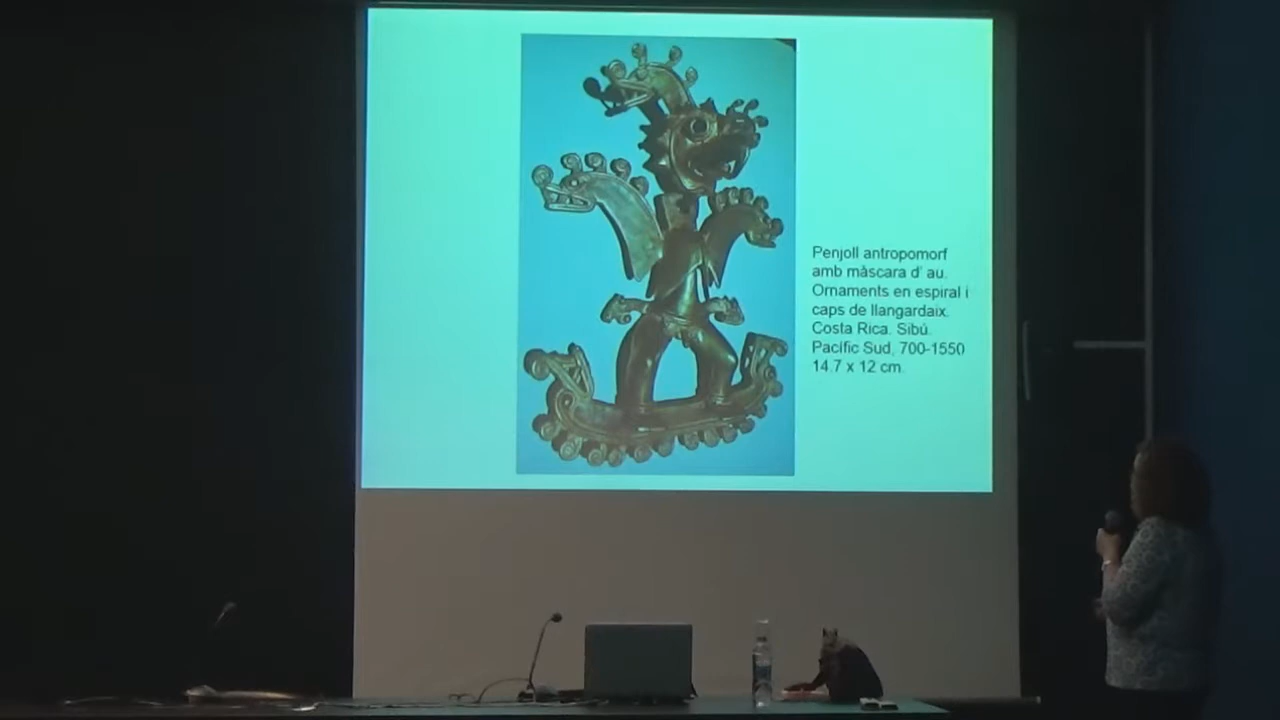 Penjoll antropomorf
amb màscara d' au.
Ornaments en espiral i
caps de llangardaix.
Costa Rica. Sibú.
Pacífic Sud, 700-1550
14.7 x 12 cm.